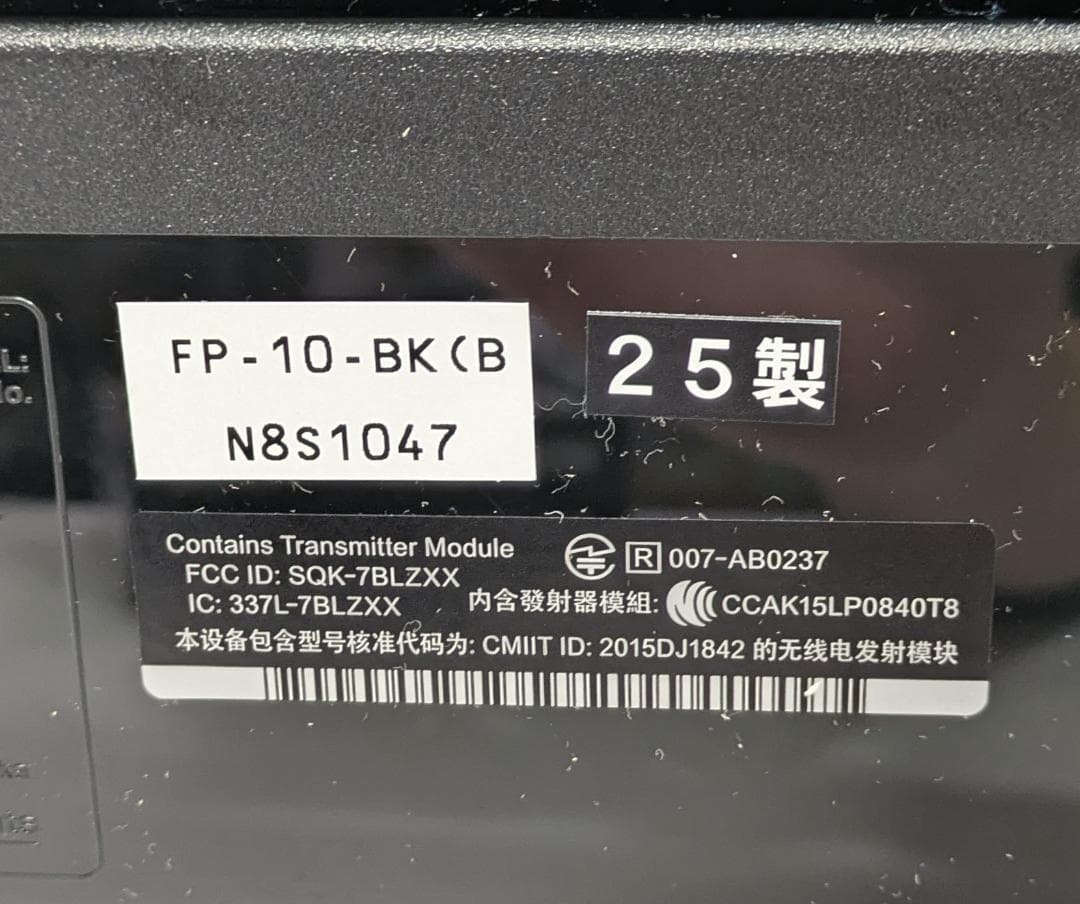 FP-10-BK(B
N8S1047
25製
L:
o.
Contains Transmitter Module
FCC ID: SQK-7BLZXX
IC: 337L-7BLZXX
R 007-AB0237
内含發射器模組: CCAK15LP0840T8
本设备包含型号核准代码为: CMIIT ID: 2015DJ1842 的无线电发射模块